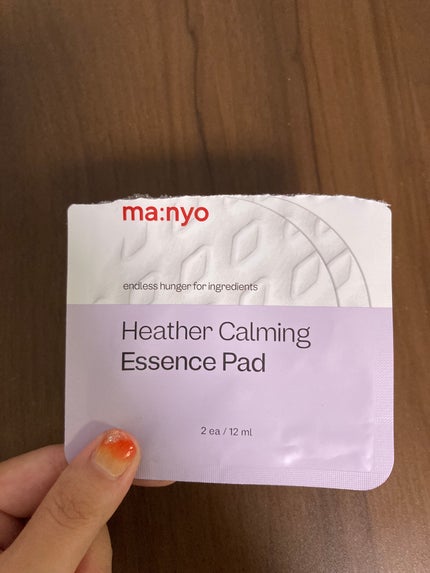 ma:nyo
endless hunger for ingredients
Heather Calming
Essence Pad
2 ea / 12 ml